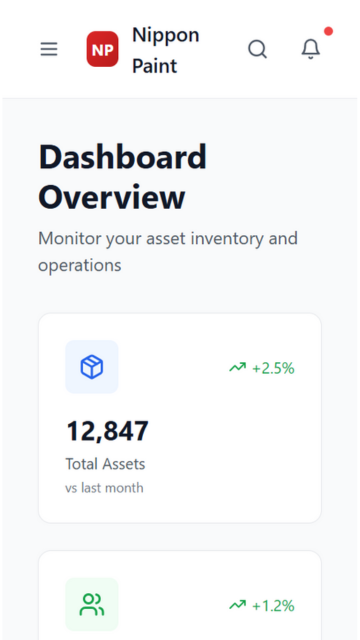 NP
Nippon
Paint
Dashboard
Overview
Monitor your asset inventory and
operations
+2.5%
12,847
Total Assets
vs last month
+1.2%